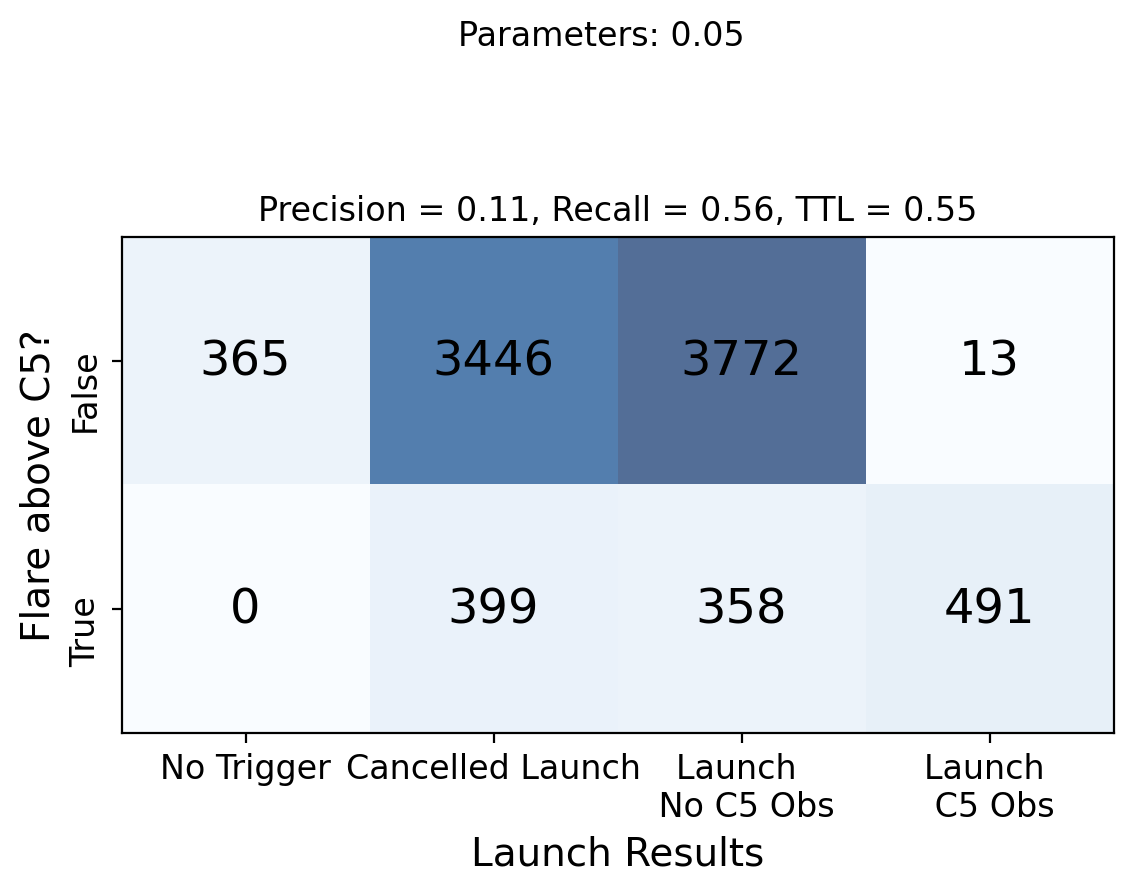 Parameters: 0.05
Precision = 0.11, Recall = 0.56, TTL = 0.55
Flare above C5?
False
365 3446 3772 13
True
0 399 358 491
No Trigger Cancelled Launch Launch Launch
No C5 Obs C5 Obs
Launch Results